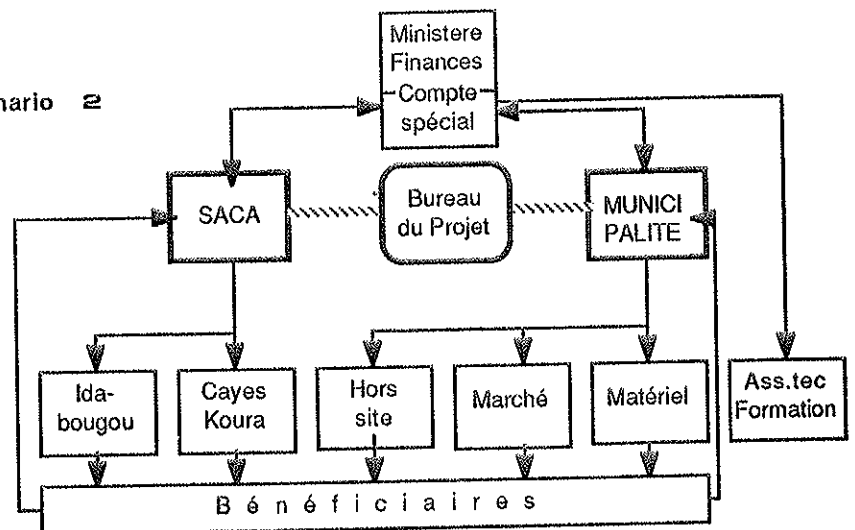 Ministere
Finances
Compte
spécial
nario 2
SACA
Bureau
du Projet
MUNICI
PALITE
Ida-
bougou
Cayes
Koura
Hors
site
Marché
Matériel
Ass.tec
Formation
Bénéficiaires